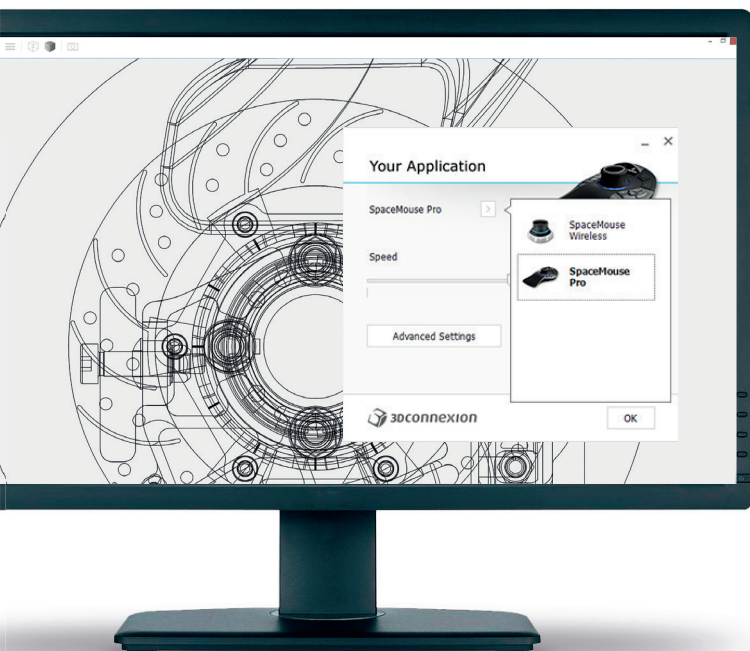 Your Application
SpaceMouse Pro
SpaceMouse
Wireless
Speed
SpaceMouse
Pro
Advanced Settings
3Dconnexion
OK